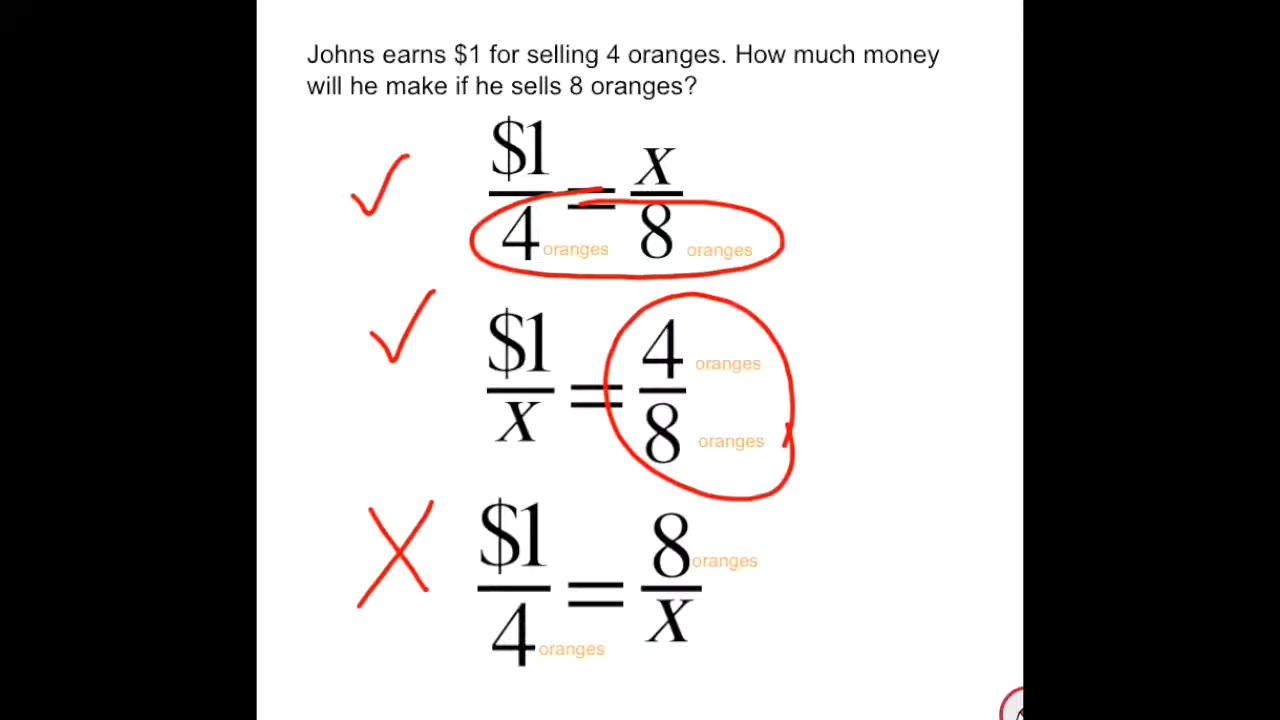 Johns earns $1 for selling 4 oranges. How much money
will he make if he sells 8 oranges?
$1 x
= 
4 oranges 8 oranges
$1 4 oranges
=
x 8 oranges
$1 8 oranges
=
4 oranges x